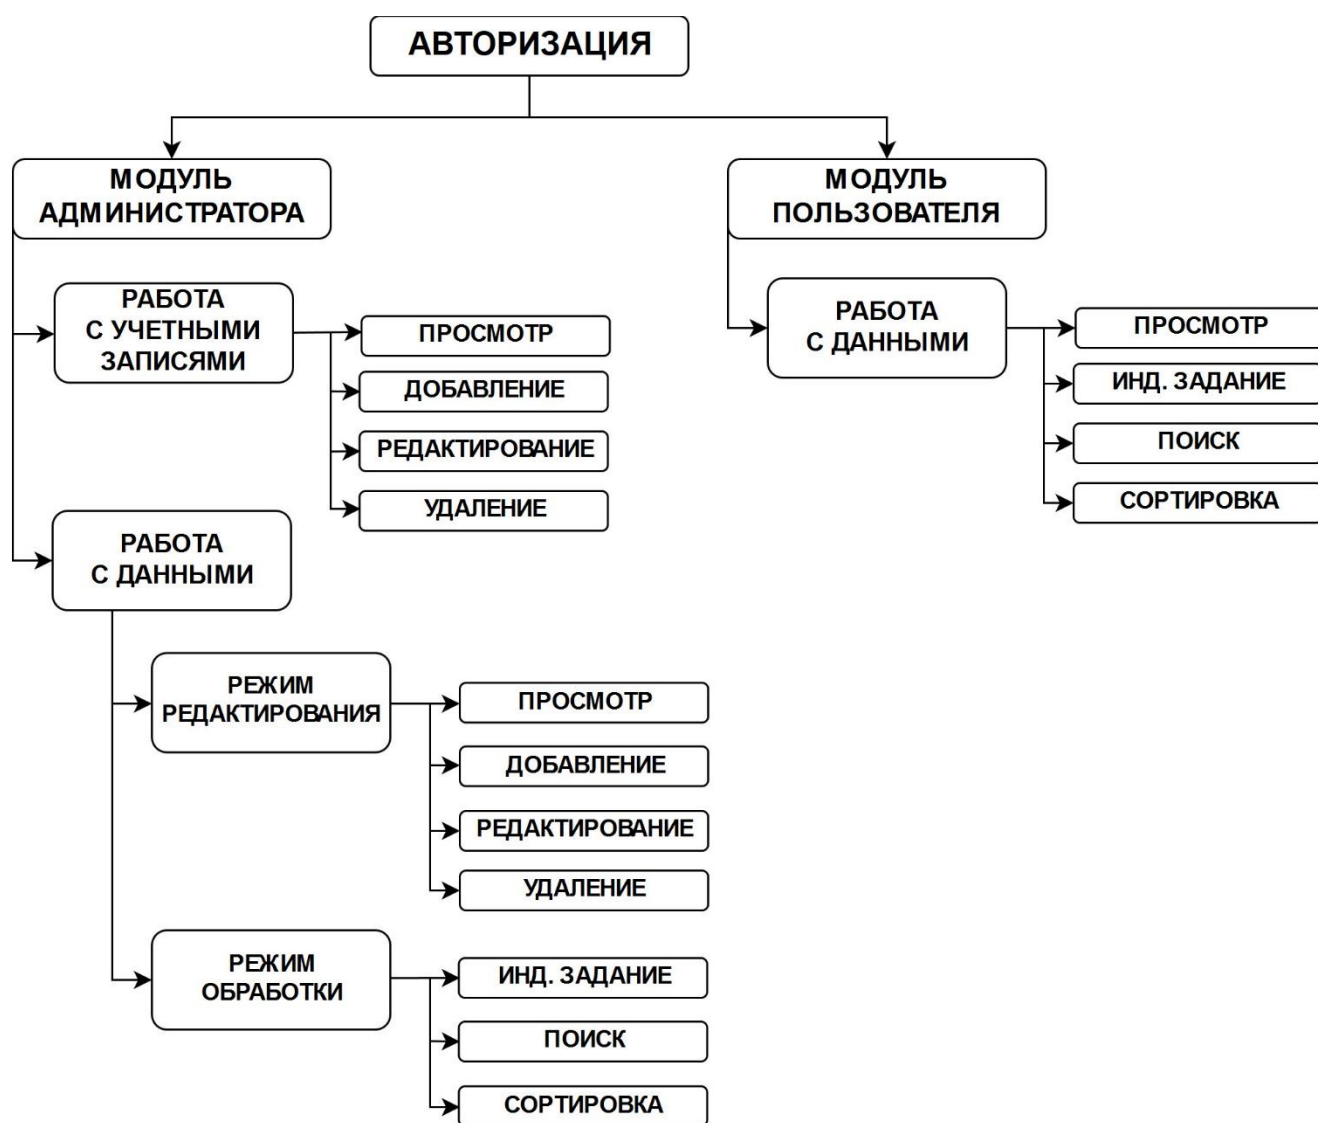 АВТОРИЗАЦИЯ
МОДУЛЬ
АДМИНИСТРАТОРА
РАБОТА
С УЧЕТНЫМИ
ЗАПИСЯМИ
ПРОСМОТР
ДОБАВЛЕНИЕ
РЕДАКТИРОВАНИЕ
УДАЛЕНИЕ
РАБОТА
С ДАННЫМИ
РЕЖИМ
РЕДАКТИРОВАНИЯ
ПРОСМОТР
ДОБАВЛЕНИЕ
РЕДАКТИРОВАНИЕ
УДАЛЕНИЕ
РЕЖИМ
ОБРАБОТКИ
ИНД. ЗАДАНИЕ
ПОИСК
СОРТИРОВКА
МОДУЛЬ
ПОЛЬЗОВАТЕЛЯ
РАБОТА
С ДАННЫМИ
ПРОСМОТР
ИНД. ЗАДАНИЕ
ПОИСК
СОРТИРОВКА